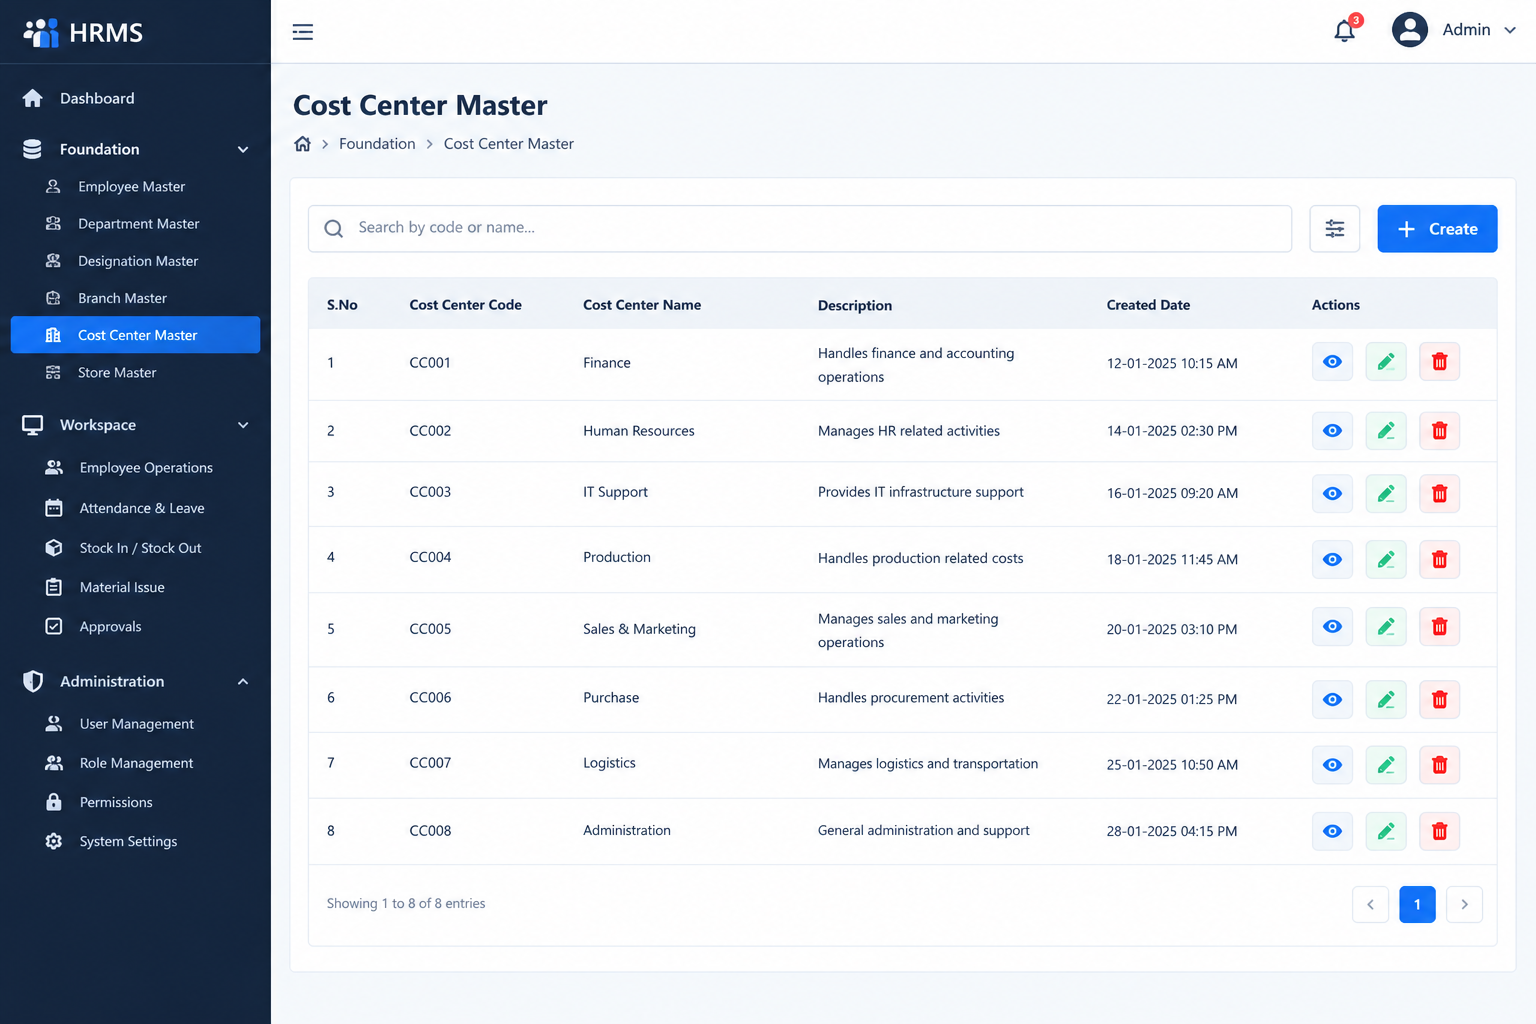 HRMS
3
Admin
Dashboard
Foundation
Employee Master
Department Master
Designation Master
Branch Master
Cost Center Master
Store Master
Workspace
Employee Operations
Attendance & Leave
Stock In / Stock Out
Material Issue
Approvals
Administration
User Management
Role Management
Permissions
System Settings
Cost Center Master
Foundation > Cost Center Master
Search by code or name...
+ Create
S.No Cost Center Code Cost Center Name Description Created Date Actions
1 CC001 Finance Handles finance and accounting operations 12-01-2025 10:15 AM
2 CC002 Human Resources Manages HR related activities 14-01-2025 02:30 PM
3 CC003 IT Support Provides IT infrastructure support 16-01-2025 09:20 AM
4 CC004 Production Handles production related costs 18-01-2025 11:45 AM
5 CC005 Sales & Marketing Manages sales and marketing operations 20-01-2025 03:10 PM
6 CC006 Purchase Handles procurement activities 22-01-2025 01:25 PM
7 CC007 Logistics Manages logistics and transportation 25-01-2025 10:50 AM
8 CC008 Administration General administration and support 28-01-2025 04:15 PM
Showing 1 to 8 of 8 entries
< 1 >